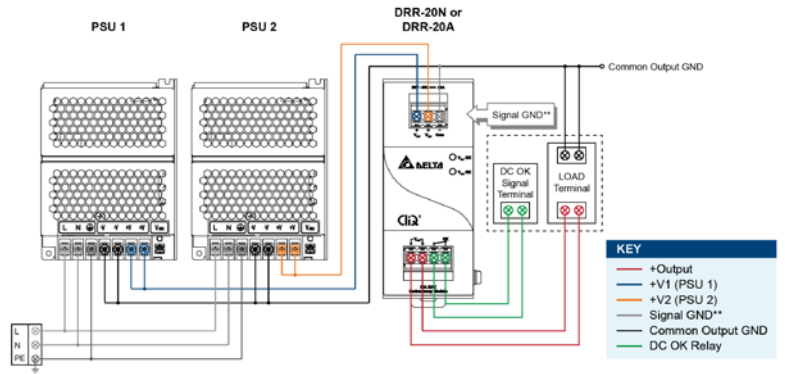 PSU 1
PSU 2
DRR-20N or
DRR-20A
Common Output GND
Signal GND**
DELTA
CliQ
DC OK
Signal
Terminal
LOAD
Terminal
L N -V -V +V +V
L N -V -V +V +V
L
N
PE
KEY
+Output
+V1 (PSU 1)
+V2 (PSU 2)
Signal GND**
Common Output GND
DC OK Relay